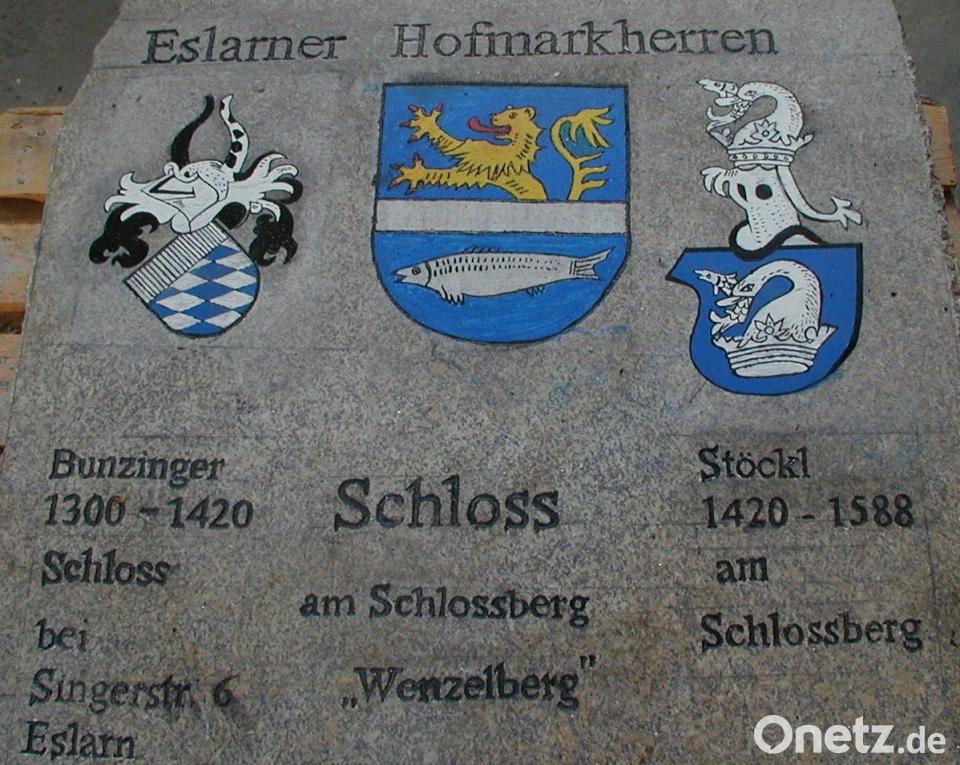 Eslarner Hofmarkherren
Bunzinger
1300 - 1420
Schloss
bei
Singerstr. 6
Eslarn
Schloss
am Schlossberg
„Wenzelberg"
Stöckl
1420 - 1588
am
Schlossberg
Onetz.de